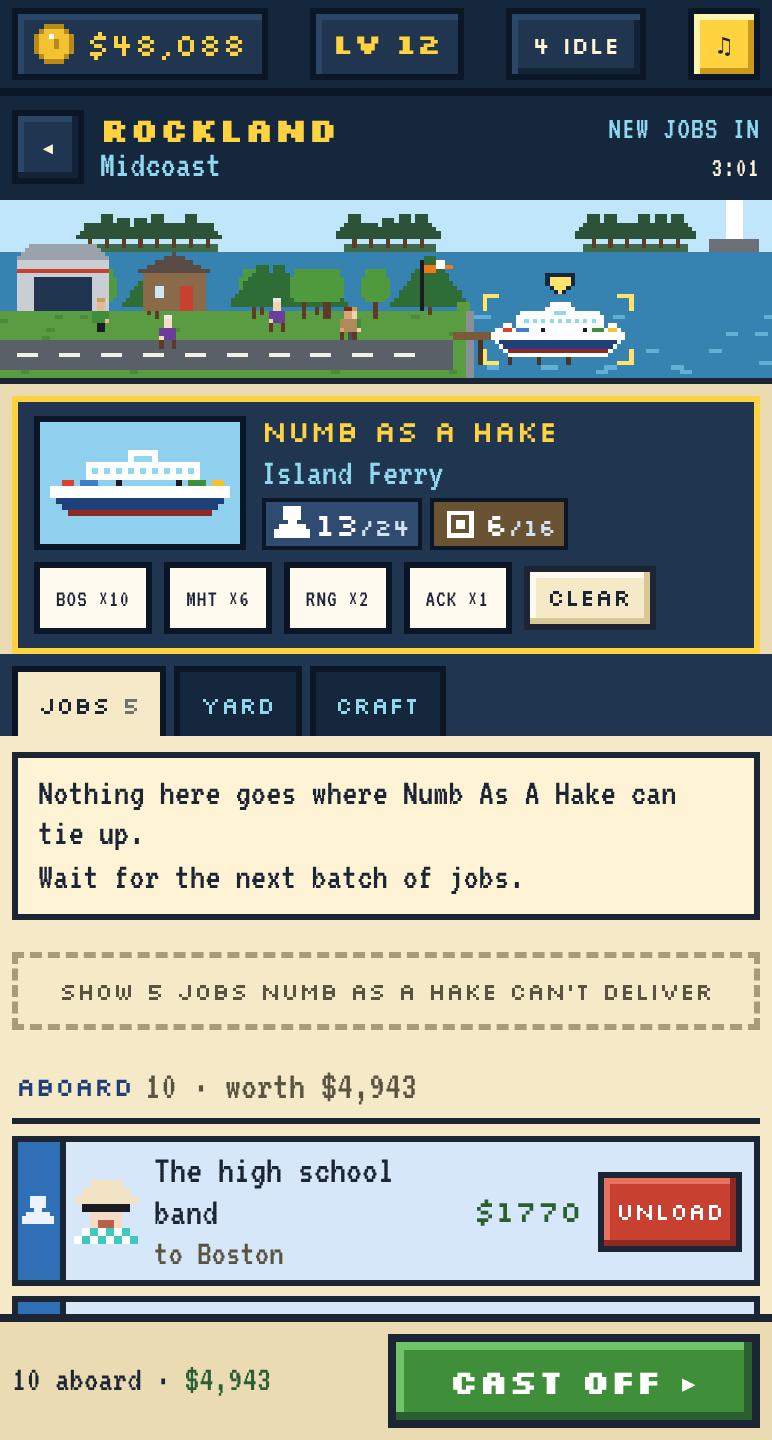 $48,088
LV 12
4 IDLE
♫
◂
ROCKLAND
Midcoast
NEW JOBS IN
3:01
NUMB AS A HAKE
Island Ferry
13/24
6/16
BOS X10
MHT X6
RNG X2
ACK X1
CLEAR
JOBS 5
YARD
CRAFT
Nothing here goes where Numb As A Hake can
tie up.
Wait for the next batch of jobs.
SHOW 5 JOBS NUMB AS A HAKE CAN'T DELIVER
ABOARD 10 · worth $4,943
The high school
band
to Boston
$1770
UNLOAD
10 aboard · $4,943
CAST OFF ▸